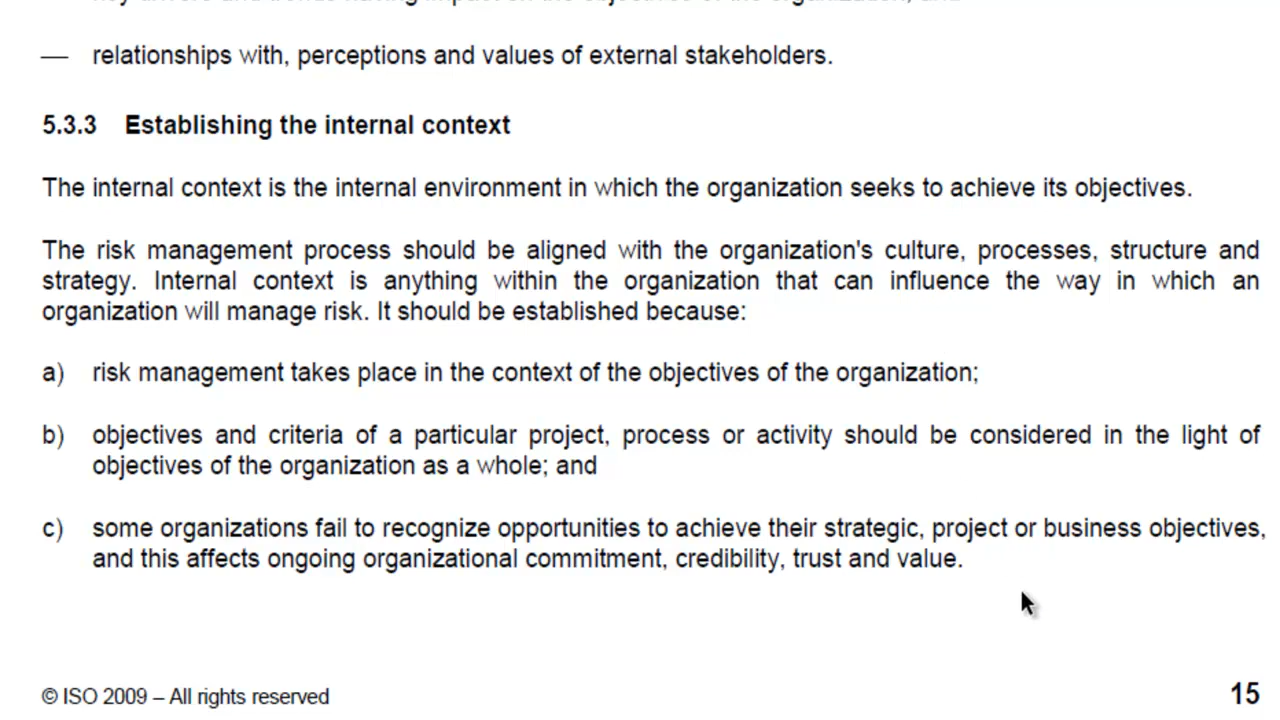 — relationships with, perceptions and values of external stakeholders.
5.3.3 Establishing the internal context
The internal context is the internal environment in which the organization seeks to achieve its objectives.
The risk management process should be aligned with the organization's culture, processes, structure and
strategy. Internal context is anything within the organization that can influence the way in which an
organization will manage risk. It should be established because:
a) risk management takes place in the context of the objectives of the organization;
b) objectives and criteria of a particular project, process or activity should be considered in the light of
objectives of the organization as a whole; and
c) some organizations fail to recognize opportunities to achieve their strategic, project or business objectives,
and this affects ongoing organizational commitment, credibility, trust and value.
© ISO 2009 – All rights reserved
15